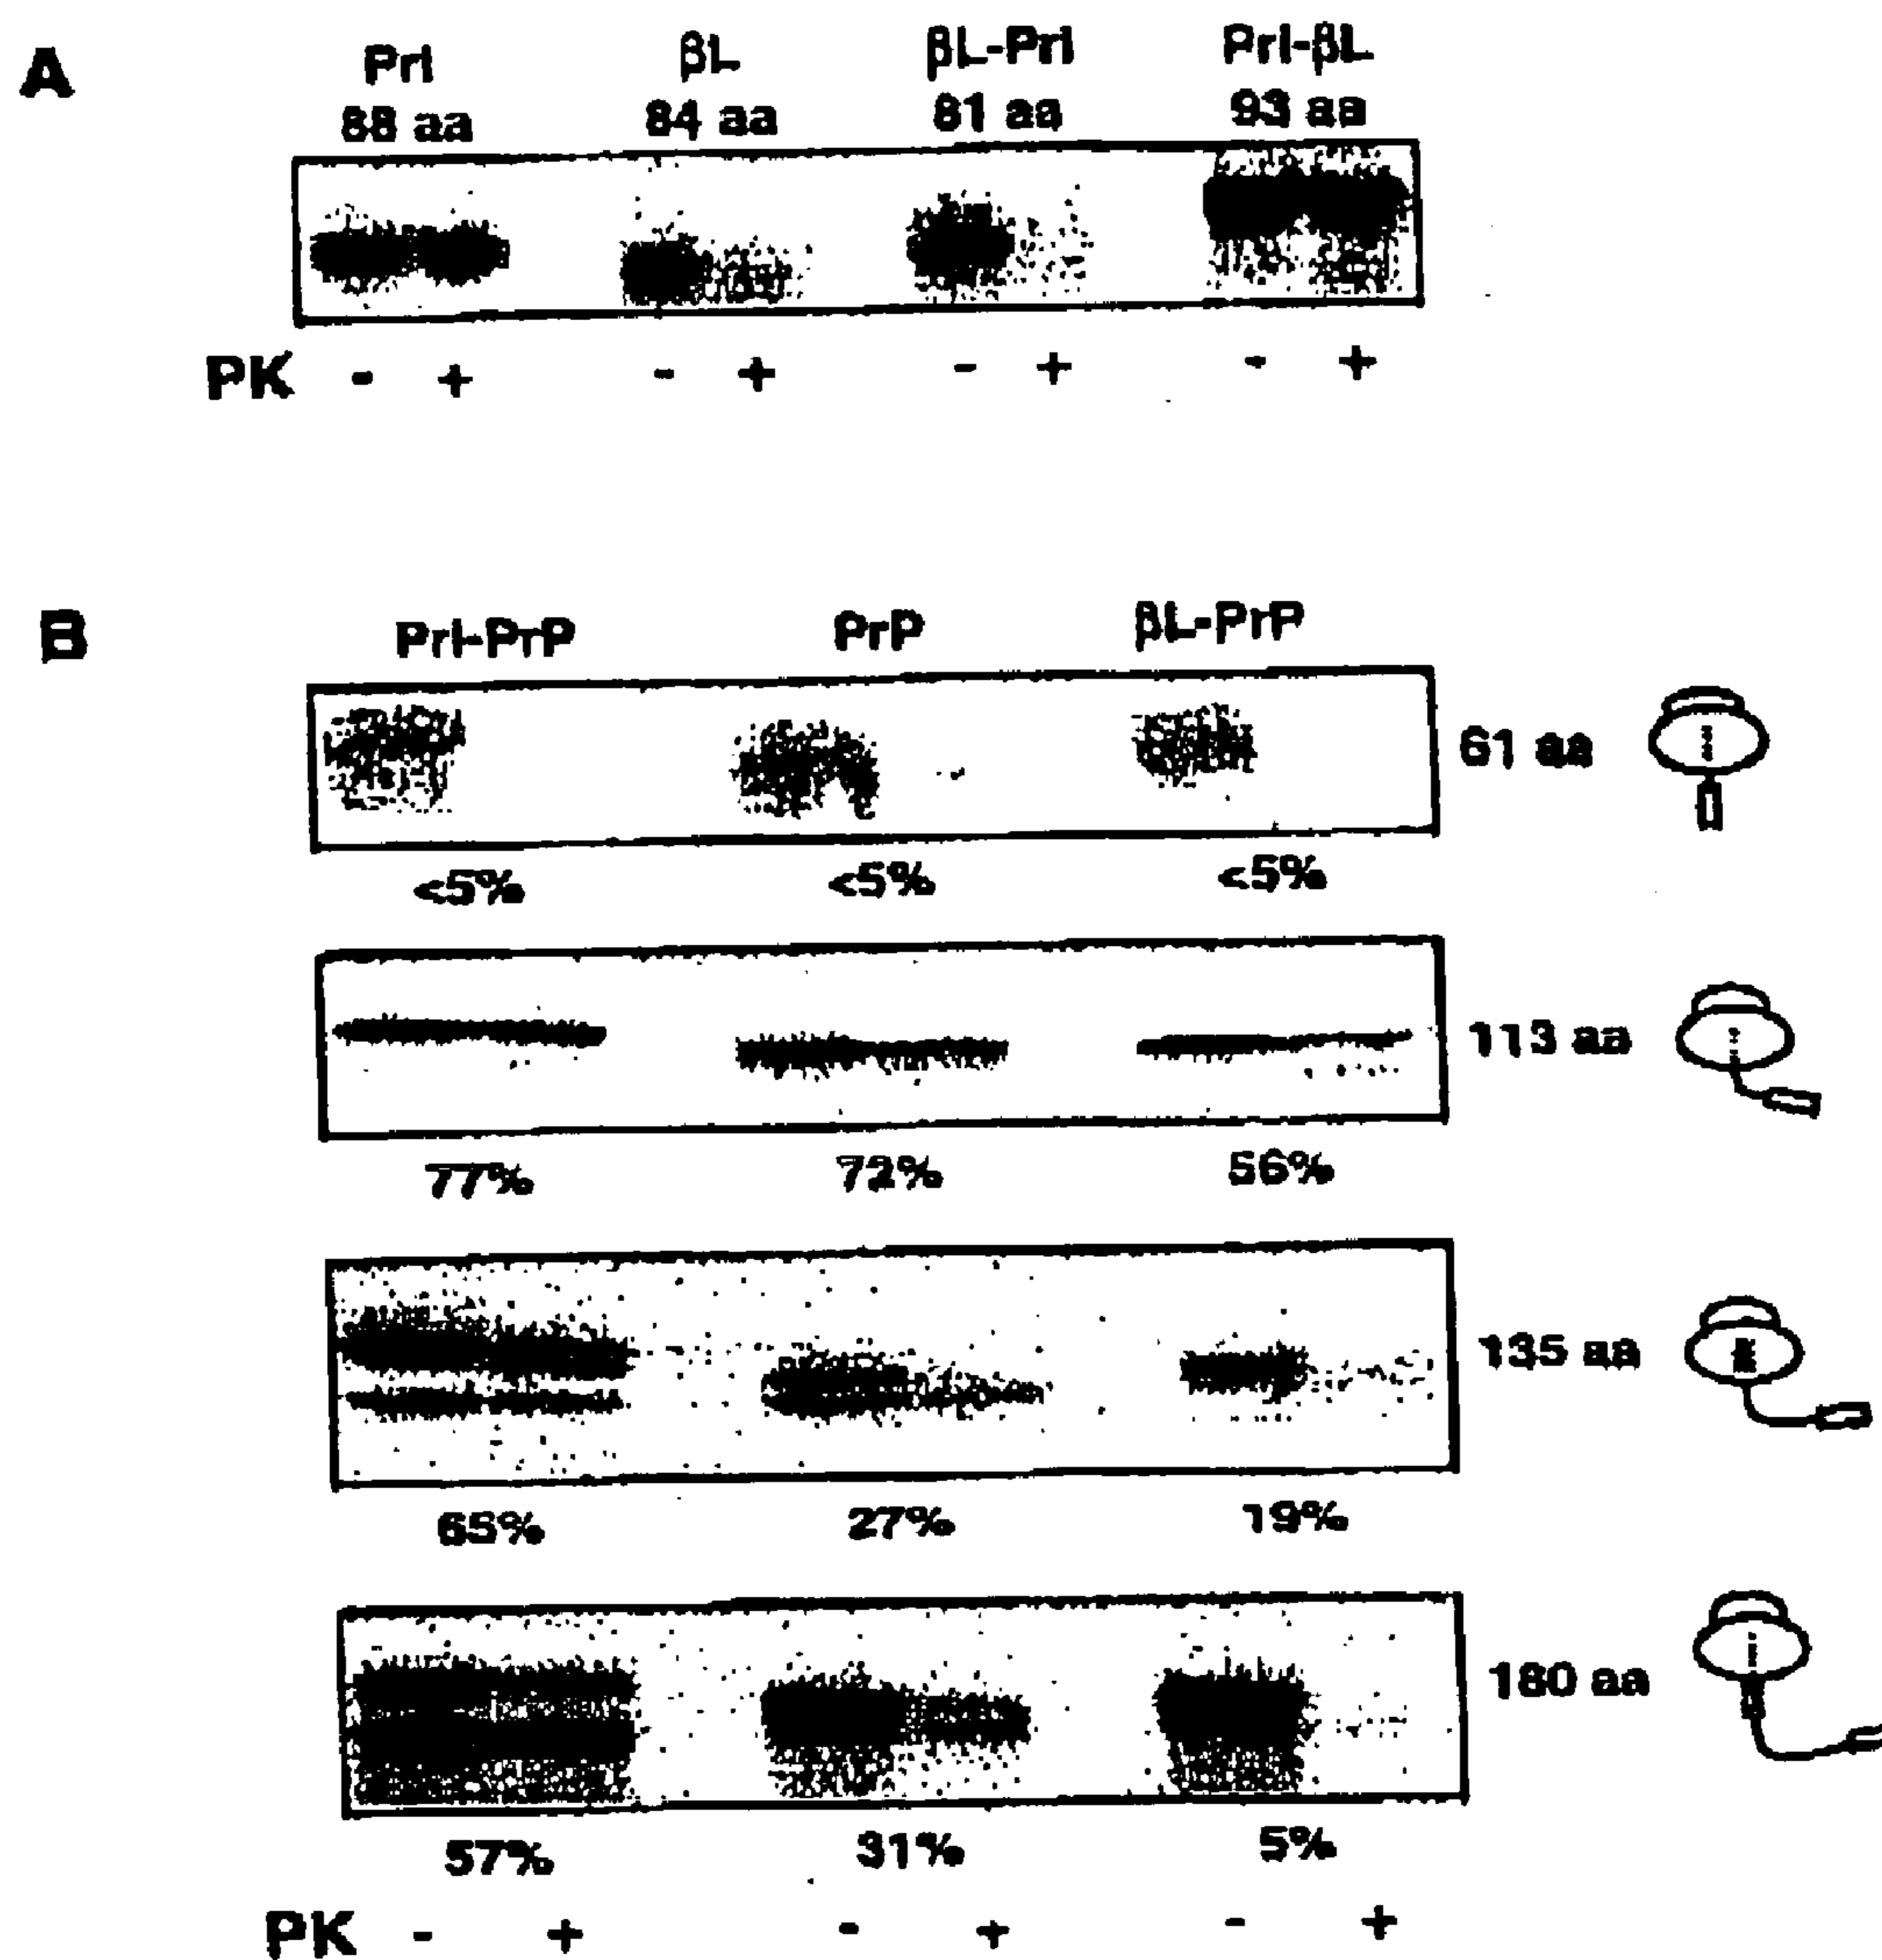 A
Prl βL βL-Prl Prl-βL
84 aa 81 aa 93 aa
PK - + - + - + - +
B
Prl-PrP PrP βL-PrP
61 aa
<5% <5% <5%
113 aa
77% 72% 56%
135 aa
65% 27% 19%
180 aa
57% 31% 5%
PK - + - + - +